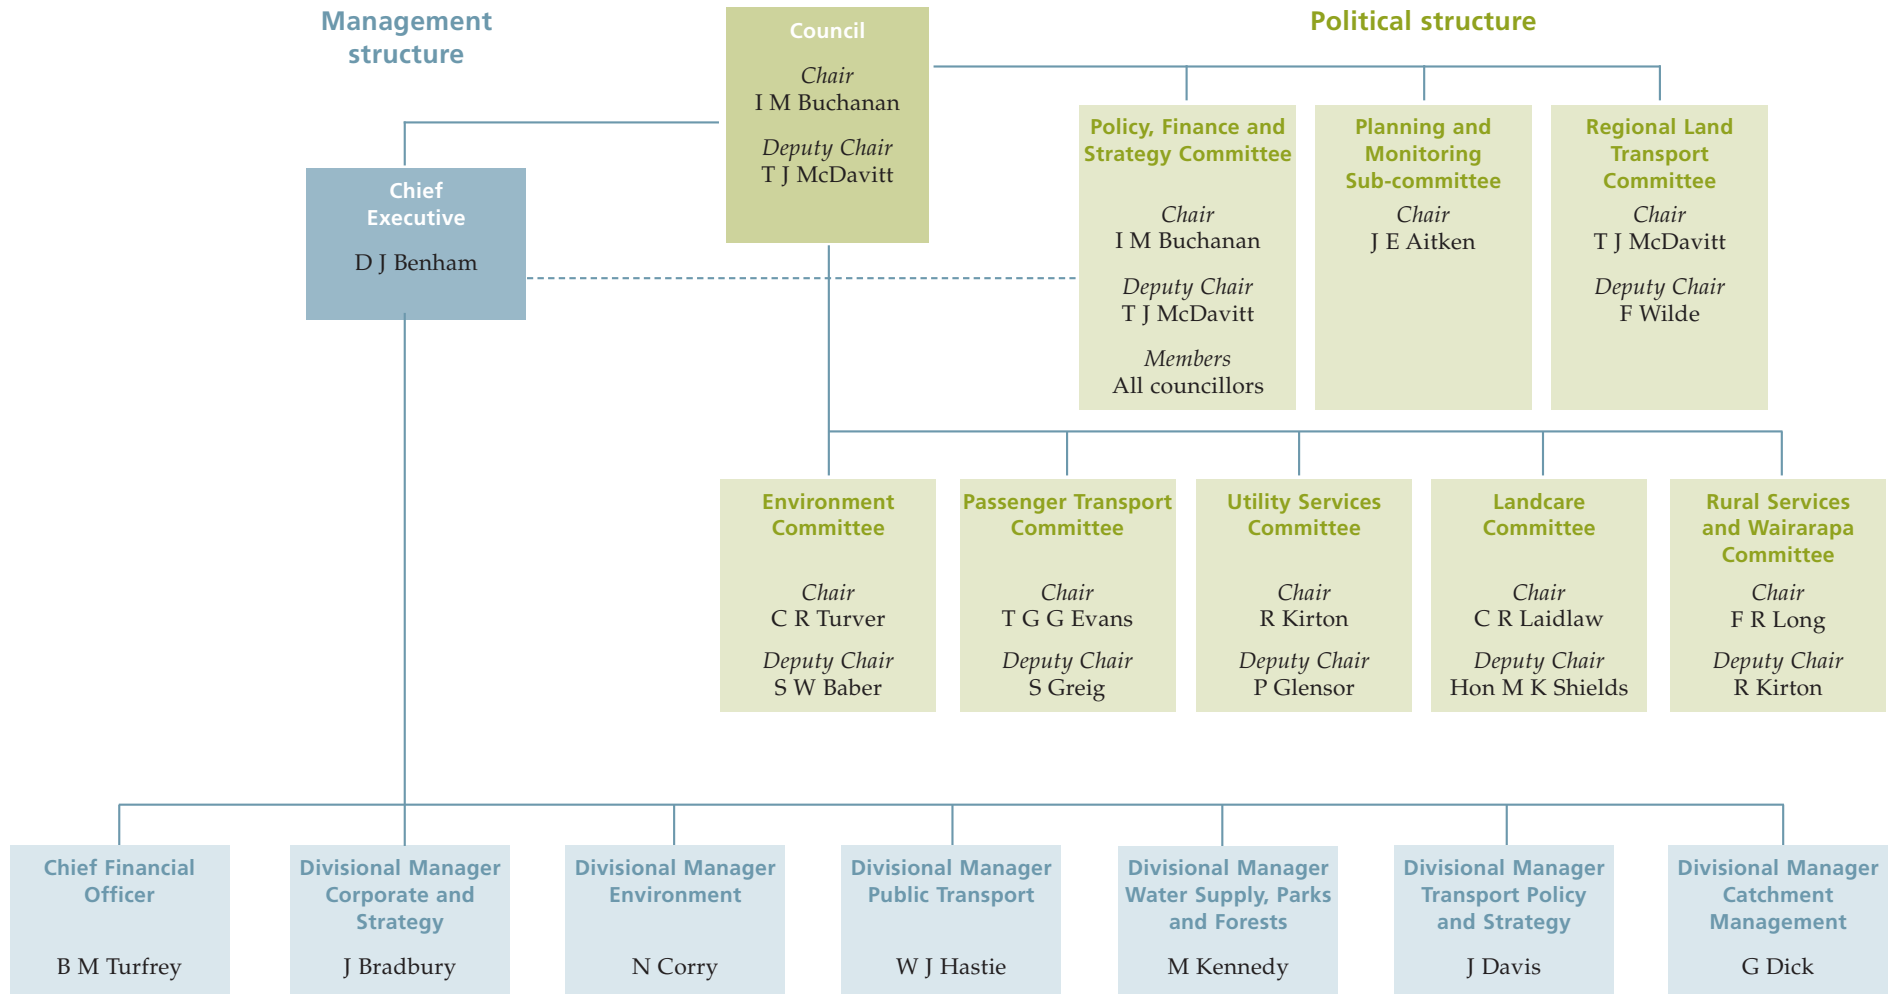 Management
structure
Council
Chair
I M Buchanan
Deputy Chair
T J McDavitt
Political structure
Chief
Executive
D J Benham
Policy, Finance and
Strategy Committee
Chair
I M Buchanan
Deputy Chair
T J McDavitt
Members
All councillors
Planning and
Monitoring
Sub-committee
Chair
J E Aitken
Regional Land
Transport
Committee
Chair
T J McDavitt
Deputy Chair
F Wilde
Environment
Committee
Chair
C R Turver
Deputy Chair
S W Baber
Passenger Transport
Committee
Chair
T G G Evans
Deputy Chair
S Greig
Utility Services
Committee
Chair
R Kirton
Deputy Chair
P Glensor
Landcare
Committee
Chair
C R Laidlaw
Deputy Chair
Hon M K Shields
Rural Services
and Wairarapa
Committee
Chair
F R Long
Deputy Chair
R Kirton
Chief Financial
Officer
B M Turfrey
Divisional Manager
Corporate and
Strategy
J Bradbury
Divisional Manager
Environment
N Corry
Divisional Manager
Public Transport
W J Hastie
Divisional Manager
Water Supply, Parks
and Forests
M Kennedy
Divisional Manager
Transport Policy
and Strategy
J Davis
Divisional Manager
Catchment
Management
G Dick